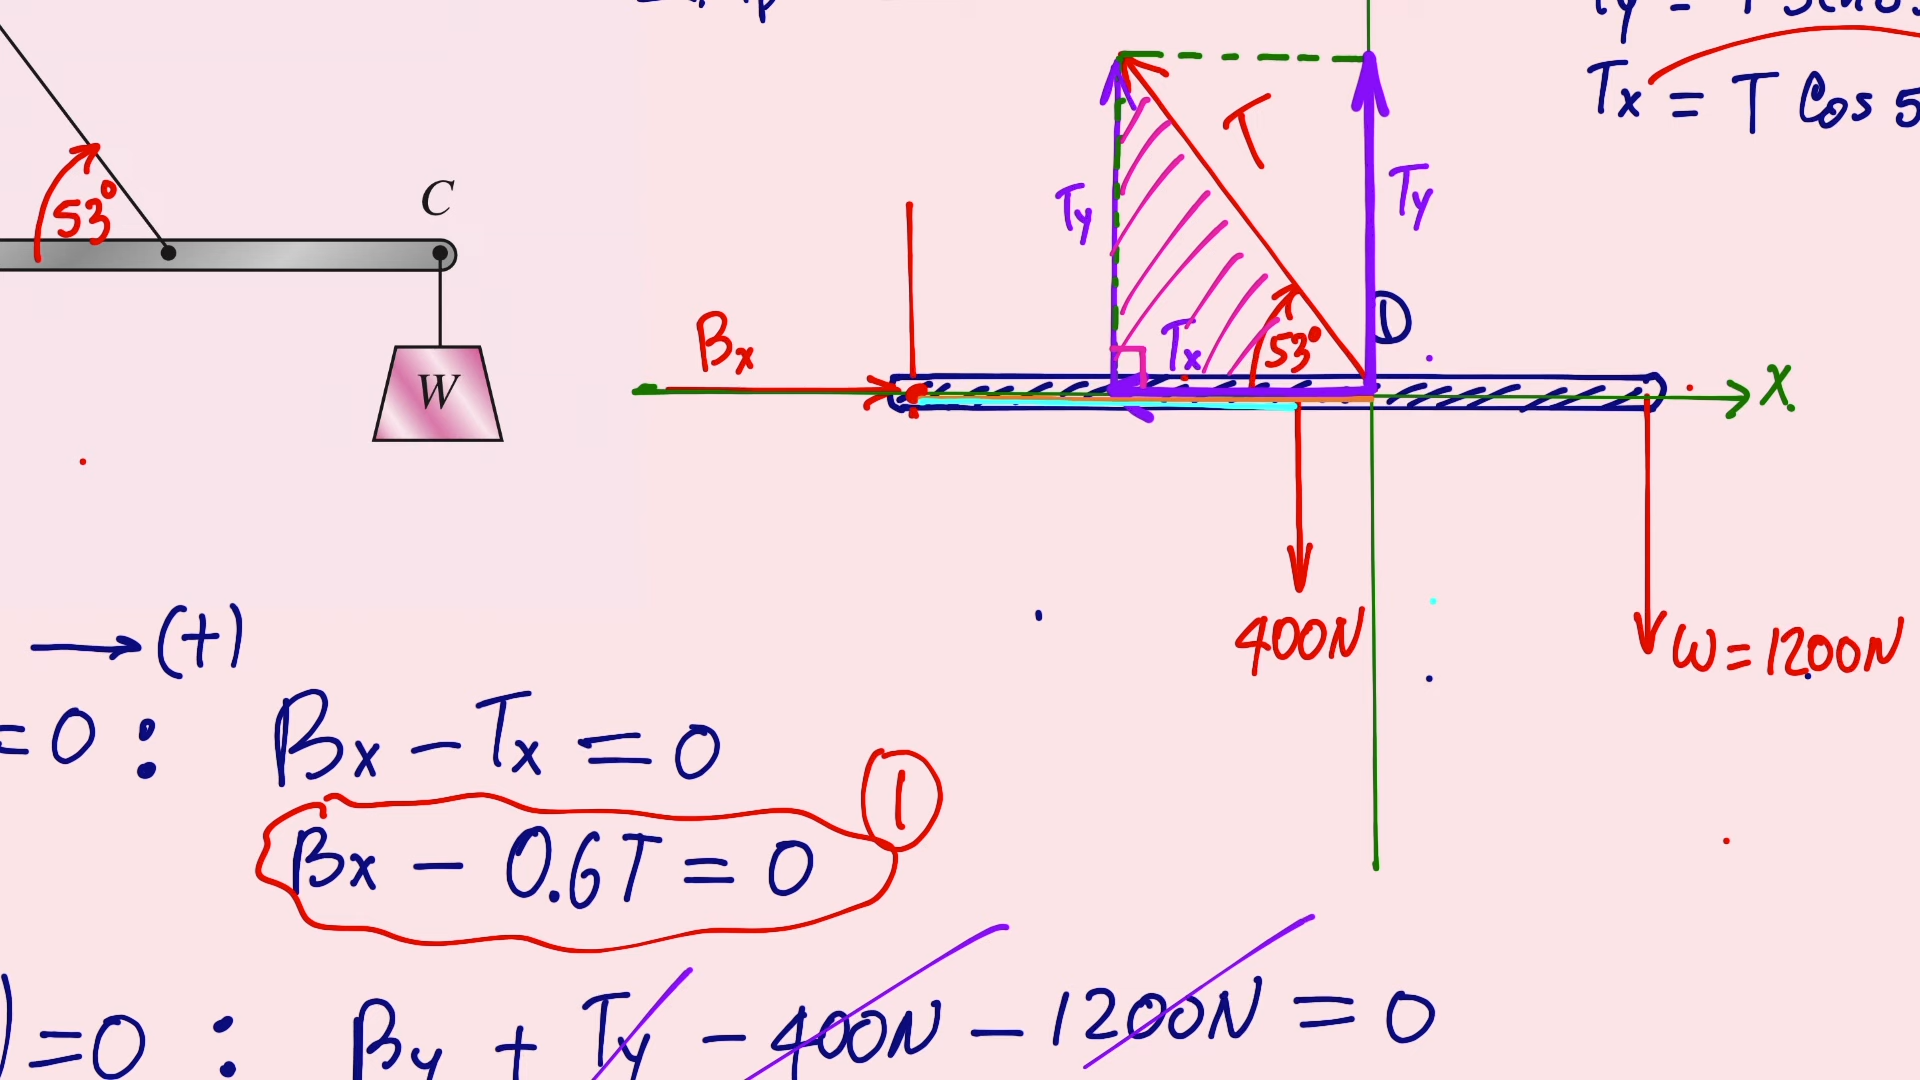 Tx = T Cos 5
T
Ty
Ty
C
53°
Bx
Tx
53°
D
X
W
400N
W = 1200N
→ (+)
= 0 : Bx - Tx = 0
1
Bx - 0.6T = 0
) = 0 : By + Ty - 400N - 1200N = 0